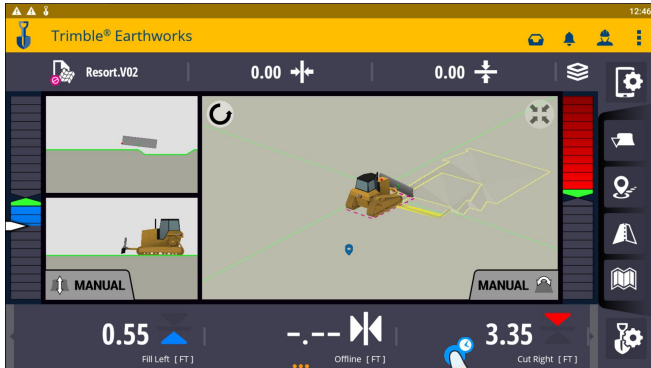 12:46
Trimble® Earthworks
Resort.V02
0.00
0.00
MANUAL
MANUAL
0.55
-.--
3.35
Fill Left [FT]
Offline [FT]
Cut Right [FT]